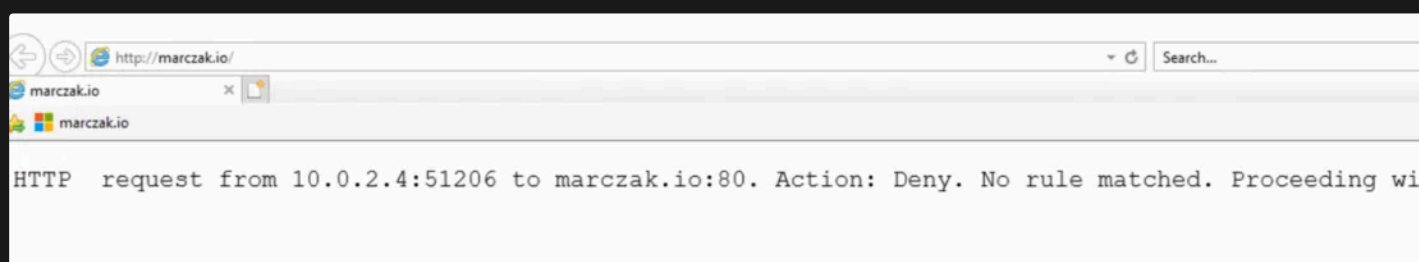 http://marczak.io/
Search...
marczak.io
marczak.io
HTTP  request from 10.0.2.4:51206 to marczak.io:80. Action: Deny. No rule matched. Proceeding wi